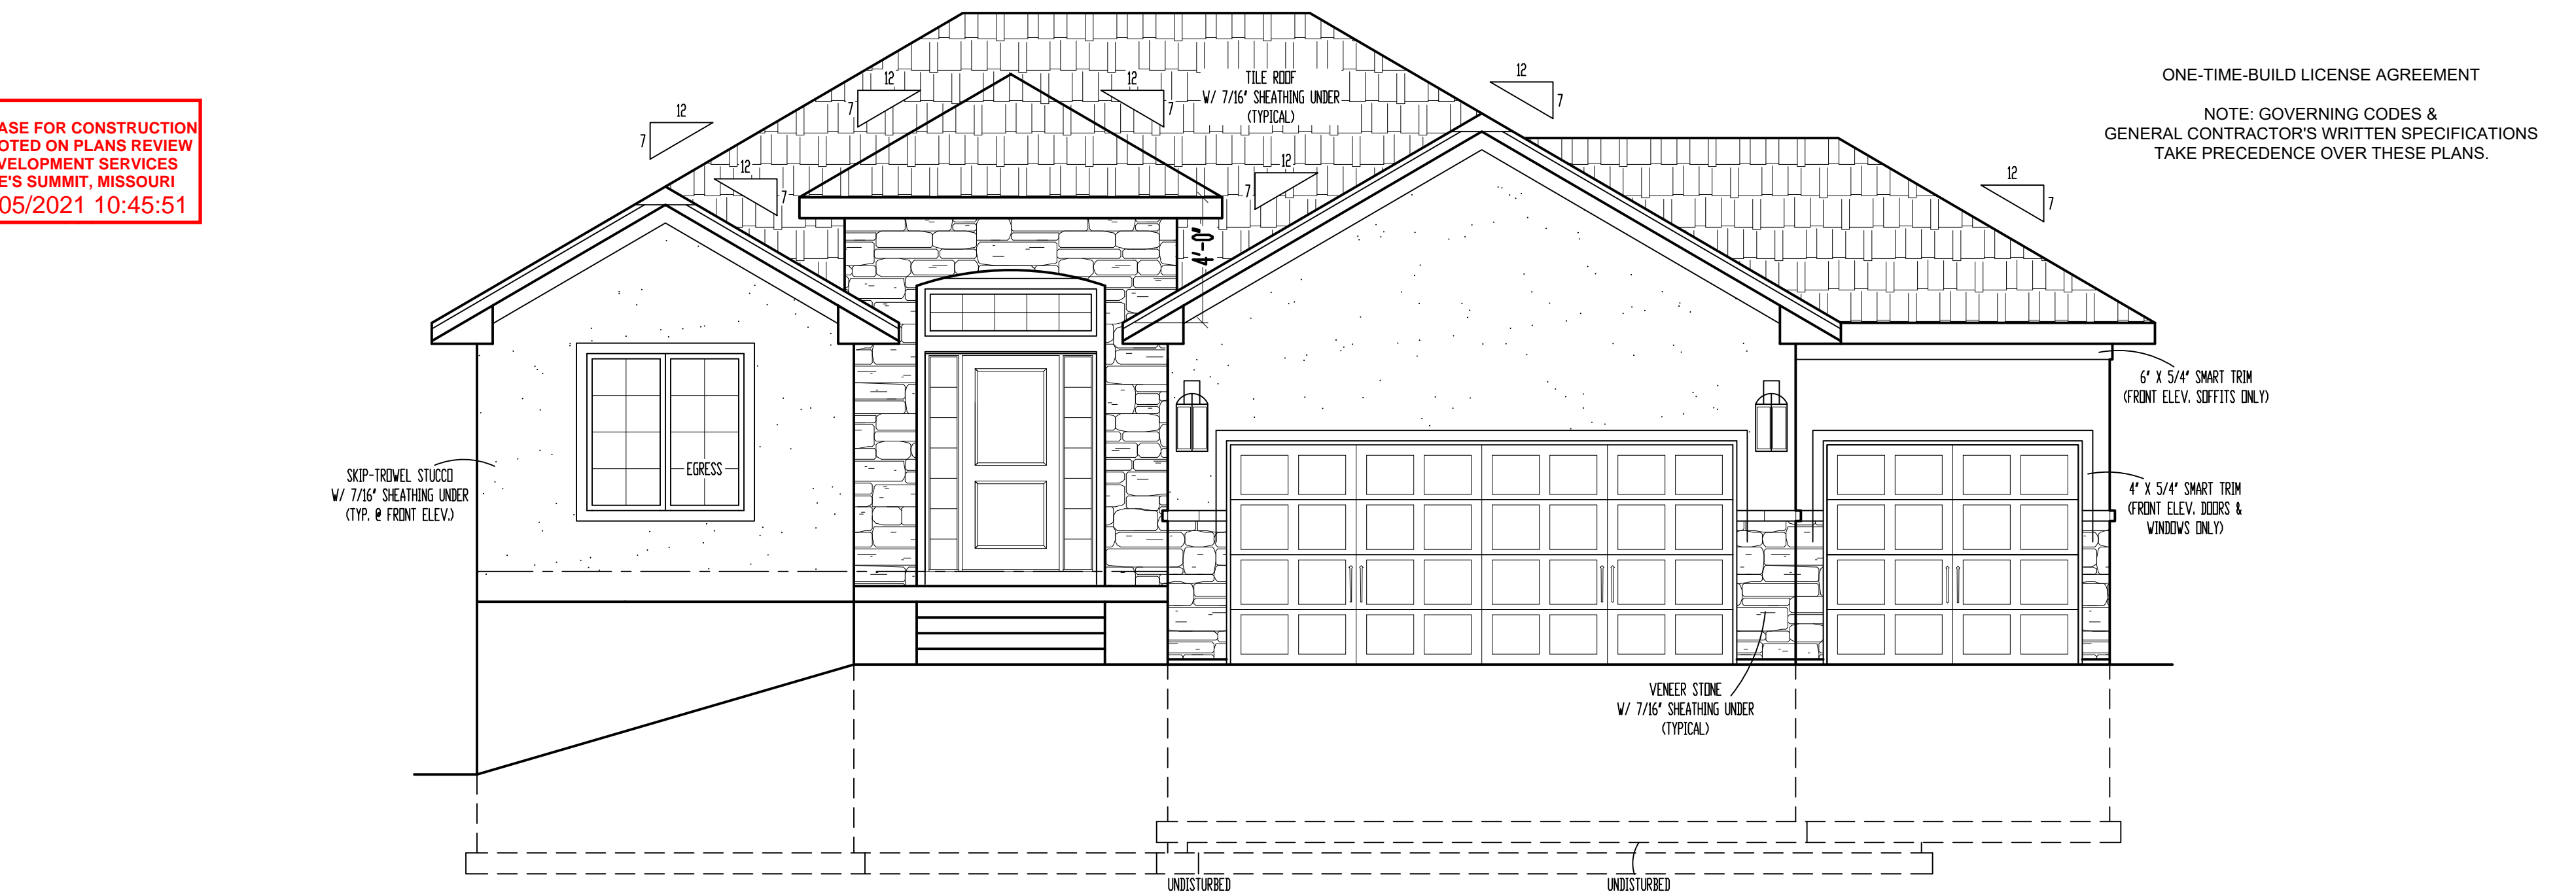 ASE FOR CONSTRUCTION
OTED ON PLANS REVIEW
VELOPMENT SERVICES
E'S SUMMIT, MISSOURI
05/2021 10:45:51
ONE-TIME-BUILD LICENSE AGREEMENT
NOTE: GOVERNING CODES &
GENERAL CONTRACTOR'S WRITTEN SPECIFICATIONS
TAKE PRECEDENCE OVER THESE PLANS.
12
7
12
7
12
7
12
7
TILE ROOF
W/ 7/16" SHEATHING UNDER
(TYPICAL)
12
7
12
7
12
7
4'-0"
6" X 5/4" SMART TRIM
(FRONT ELEV. SOFFITS ONLY)
SKIP-TROWEL STUCCO
W/ 7/16" SHEATHING UNDER
(TYP. @ FRONT ELEV.)
EGRESS
4" X 5/4" SMART TRIM
(FRONT ELEV. DOORS &
WINDOWS ONLY)
VENEER STONE
W/ 7/16" SHEATHING UNDER
(TYPICAL)
UNDISTURBED
UNDISTURBED